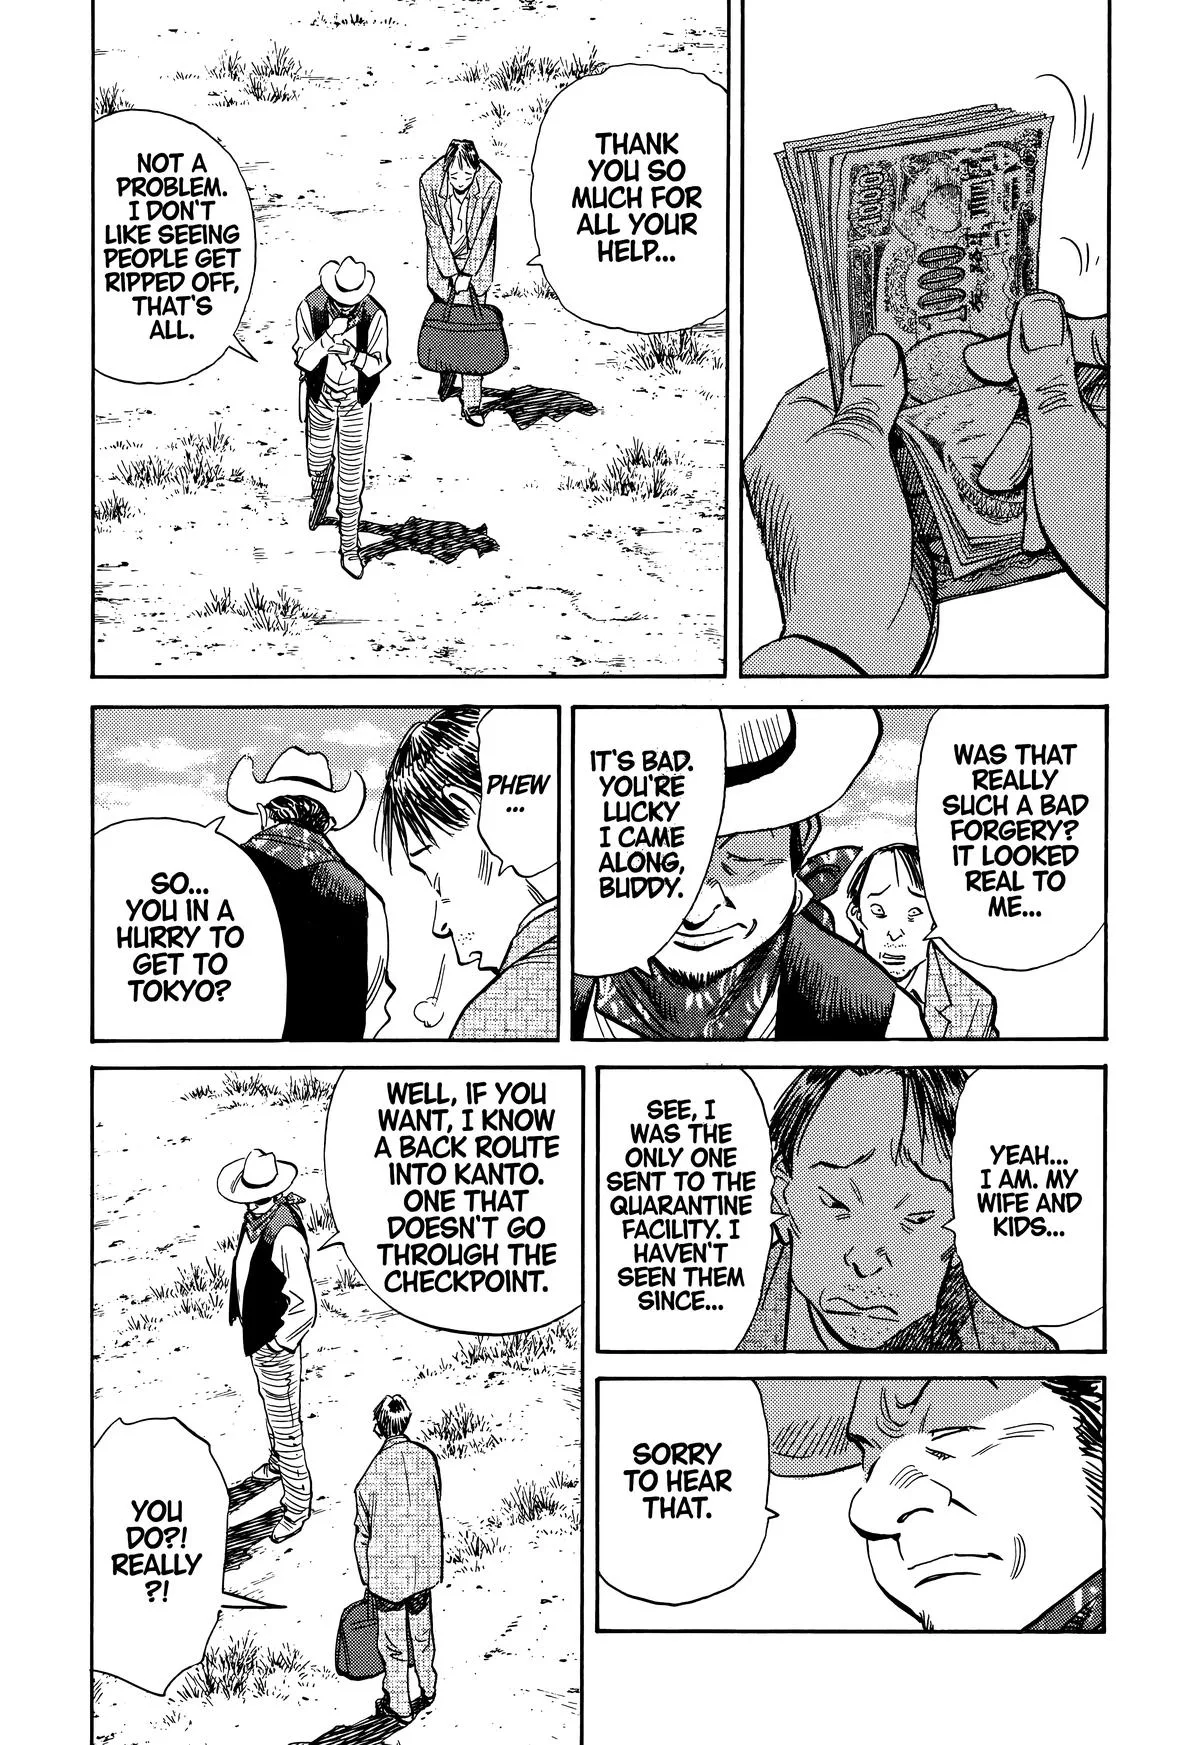 1000
1000
THANK
YOU SO
MUCH FOR
ALL YOUR
HELP...
NOT A
PROBLEM.
I DON'T
LIKE SEEING
PEOPLE GET
RIPPED OFF,
THAT'S
ALL.
WAS THAT
REALLY
SUCH A BAD
FORGERY?
IT LOOKED
REAL TO
ME...
IT'S BAD.
YOU'RE
LUCKY
I CAME
ALONG,
BUDDY.
PHEW
...
SO...
YOU IN A
HURRY TO
GET TO
TOKYO?
YEAH...
I AM. MY
WIFE AND
KIDS...
SEE, I
WAS THE
ONLY ONE
SENT TO THE
QUARANTINE
FACILITY. I
HAVEN'T
SEEN THEM
SINCE...
SORRY
TO HEAR
THAT.
WELL, IF YOU
WANT, I KNOW
A BACK ROUTE
INTO KANTO.
ONE THAT
DOESN'T GO
THROUGH THE
CHECKPOINT.
YOU
DO?!
REALLY
?!